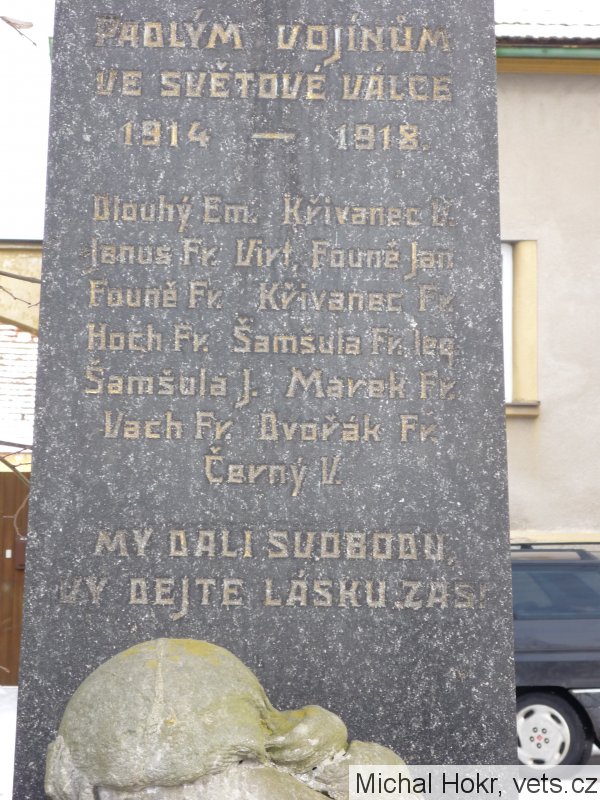 Padlým vojínům
ve světové válce
1914 — 1918.
Dlouhý Em. Křivanec
Janus Fr. Virt. Founě Jan
Founě Fr. Křivanec Fr.
Hoch Fr. Šamšula Fr. leg.
Šamšula J. Marek Fr.
Vach Fr. Dvořák Fr.
Černý V.
My dali svobodu,
vy dejte lásku zas!
Michal Hokr, vets.cz